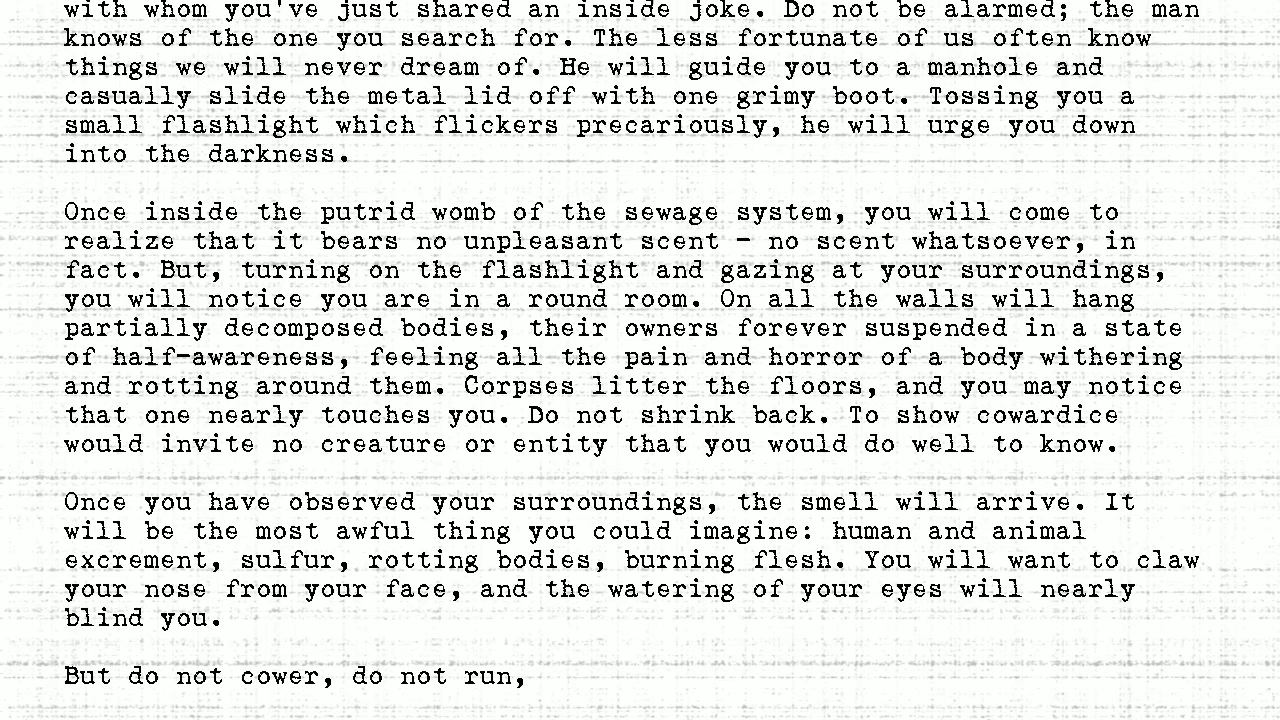 with whom you've just shared an inside joke. Do not be alarmed; the man
knows of the one you search for. The less fortunate of us often know
things we will never dream of. He will guide you to a manhole and
casually slide the metal lid off with one grimy boot. Tossing you a
small flashlight which flickers precariously, he will urge you down
into the darkness.

Once inside the putrid womb of the sewage system, you will come to
realize that it bears no unpleasant scent - no scent whatsoever, in
fact. But, turning on the flashlight and gazing at your surroundings,
you will notice you are in a round room. On all the walls will hang
partially decomposed bodies, their owners forever suspended in a state
of half-awareness, feeling all the pain and horror of a body withering
and rotting around them. Corpses litter the floors, and you may notice
that one nearly touches you. Do not shrink back. To show cowardice
would invite no creature or entity that you would do well to know.

Once you have observed your surroundings, the smell will arrive. It
will be the most awful thing you could imagine: human and animal
excrement, sulfur, rotting bodies, burning flesh. You will want to claw
your nose from your face, and the watering of your eyes will nearly
blind you.

But do not cower, do not run,